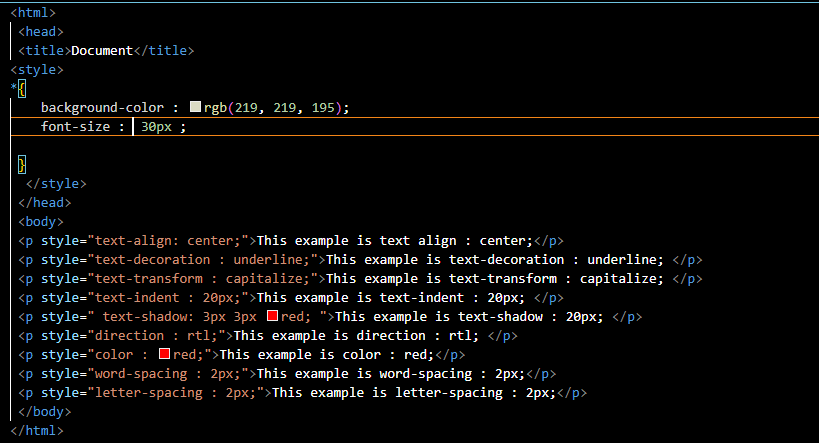 <html>
<head>
<title>Document</title>
<style>
*{
background-color : rgb(219, 219, 195);
font-size : 30px ;
}
</style>
</head>
<body>
<p style="text-align: center;">This example is text align : center;</p>
<p style="text-decoration : underline;">This example is text-decoration : underline; </p>
<p style="text-transform : capitalize;">This example is text-transform : capitalize; </p>
<p style="text-indent : 20px;">This example is text-indent : 20px; </p>
<p style=" text-shadow: 3px 3px red; ">This example is text-shadow : 20px; </p>
<p style="direction : rtl;">This example is direction : rtl; </p>
<p style="color : red;">This example is color : red;</p>
<p style="word-spacing : 2px;">This example is word-spacing : 2px;</p>
<p style="letter-spacing : 2px;">This example is letter-spacing : 2px;</p>
</body>
</html>